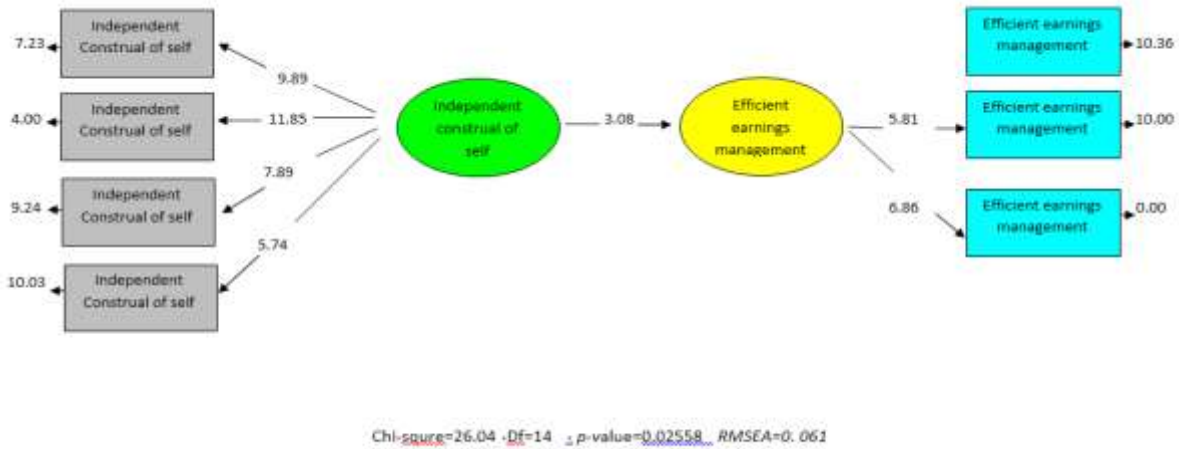 Independent
Construal of self
7.23
Independent
Construal of self
4.00
Independent
Construal of self
9.24
Independent
Construal of self
10.03
9.89
11.85
7.89
5.74
Independent
construal of
self
3.08
Efficient
earnings
management
5.81
6.86
Efficient earnings
management
10.36
Efficient earnings
management
10.00
Efficient earnings
management
0.00
Chi-squre=26.04 -Df=14 ; p-value=0.02558 RMSEA=0. 061